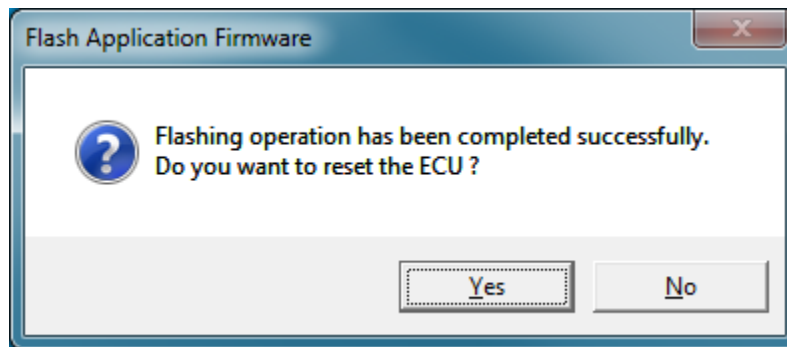 Flash Application Firmware
Flashing operation has been completed successfully.
Do you want to reset the ECU ?
Yes
No